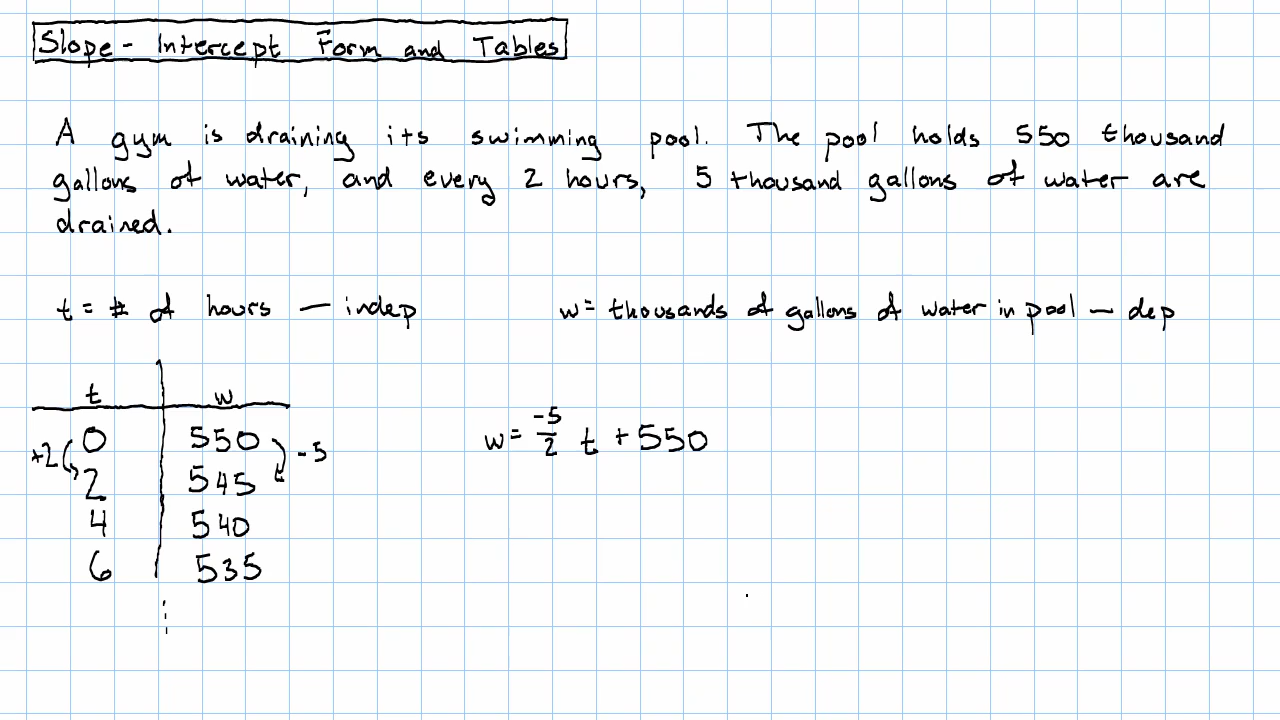 Slope - Intercept Form and Tables
A gym is draining its swimming pool. The pool holds 550 thousand
gallons of water, and every 2 hours, 5 thousand gallons of water are
drained.
t = # of hours — indep
w = thousands of gallons of water in pool — dep
t w
0 550
+2 -5
2 545
4 540
6 535
w = -5/2 t + 550